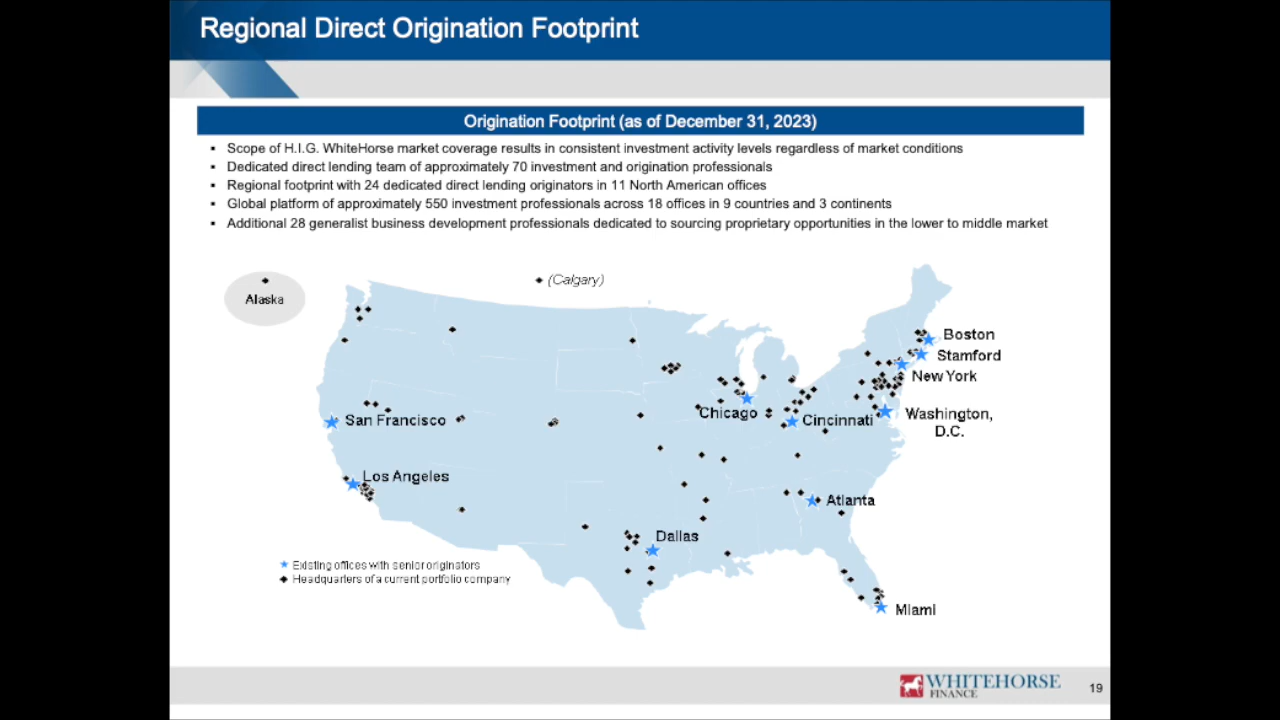 Regional Direct Origination Footprint
Origination Footprint (as of December 31, 2023)
▪ Scope of H.I.G. WhiteHorse market coverage results in consistent investment activity levels regardless of market conditions
▪ Dedicated direct lending team of approximately 70 investment and origination professionals
▪ Regional footprint with 24 dedicated direct lending originators in 11 North American offices
▪ Global platform of approximately 550 investment professionals across 18 offices in 9 countries and 3 continents
▪ Additional 28 generalist business development professionals dedicated to sourcing proprietary opportunities in the lower to middle market
(Calgary)
Alaska
Boston
Stamford
New York
Chicago
Washington,
D.C.
San Francisco
Cincinnati
Los Angeles
Atlanta
Dallas
Existing offices with senior originators
Headquarters of a current portfolio company
Miami
WHITEHORSE
FINANCE
19